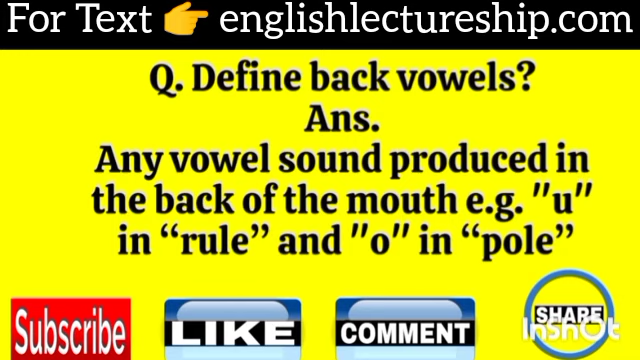 For Text 👉 englishlectureship.com
Q. Define back vowels?
Ans.
Any vowel sound produced in
the back of the mouth e.g. "u"
in “rule” and "o" in “pole”
Subscribe
LIKE
COMMENT
SHARE
InShOt